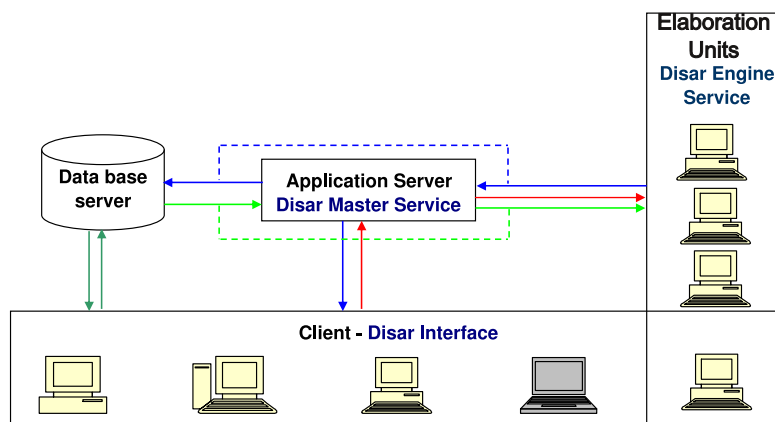 Elaboration
Units
Disar Engine
Service
Data base
server
Application Server
Disar Master Service
Client - Disar Interface